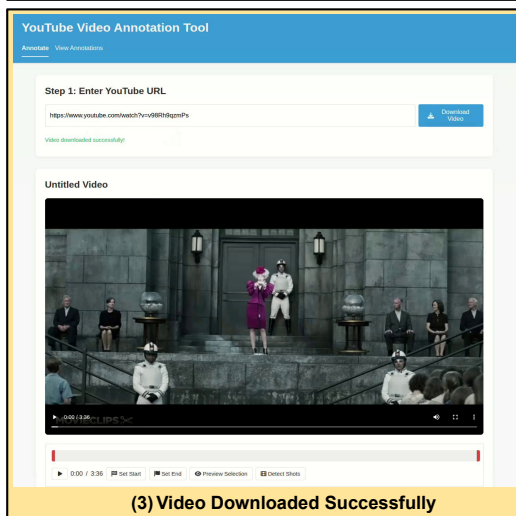 YouTube Video Annotation Tool
Annotate View Annotations
Step 1: Enter YouTube URL
https://www.youtube.com/watch?v=v98Rh9qzmPs
Download
Video
Video downloaded successfully!
Untitled Video
0:00 / 3:36
MOVIECLIPS
0:00 / 3:36 Set Start Set End Preview Selection Detect Shots
(3) Video Downloaded Successfully